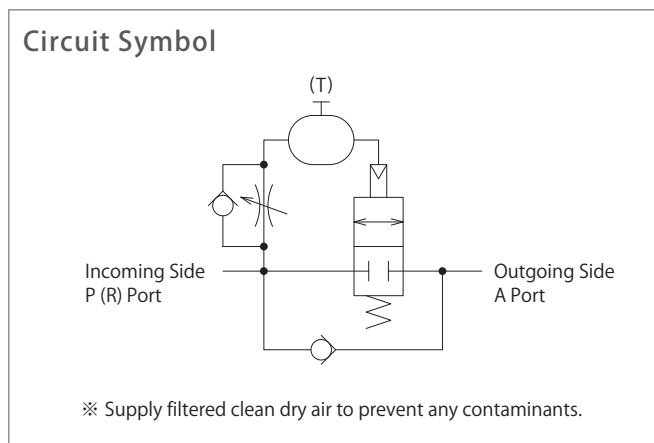 Circuit Symbol
(T)
Incoming Side
P (R) Port
Outgoing Side
A Port
※ Supply filtered clean dry air to prevent any contaminants.